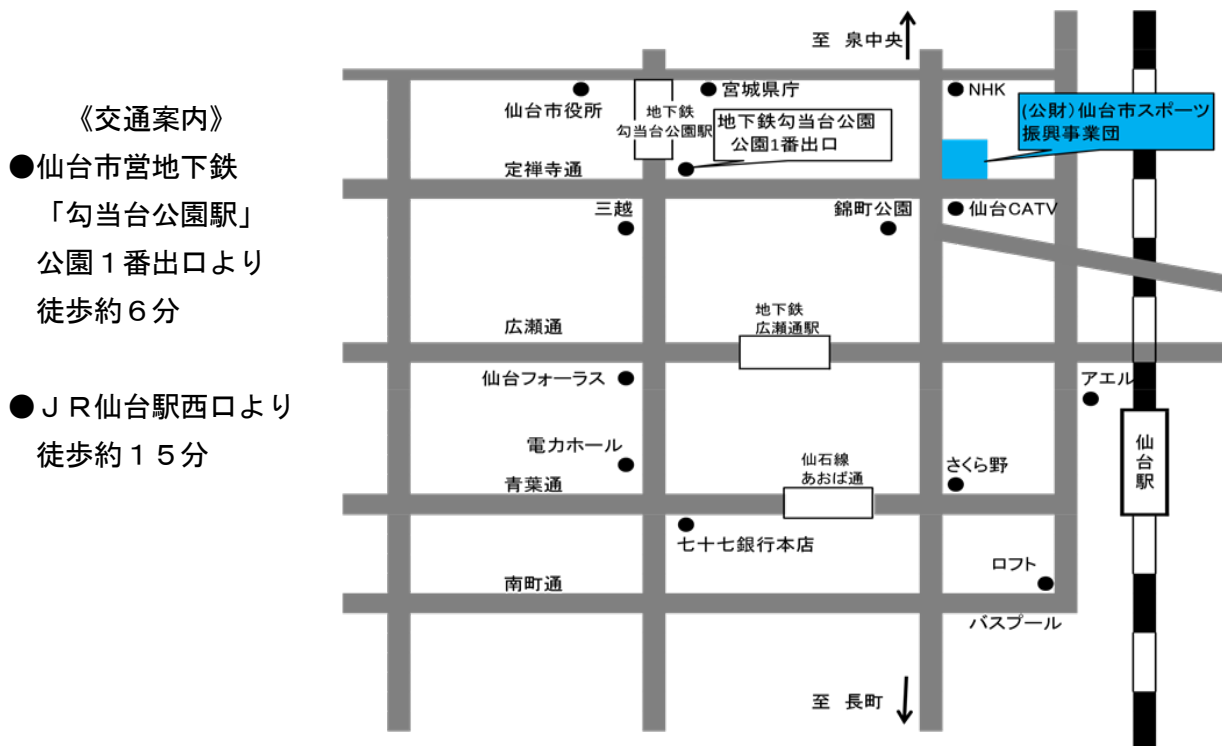 《交通案内》
●仙台市営地下鉄
「勾当台公園駅」
公園１番出口より
徒歩約６分
●ＪＲ仙台駅西口より
徒歩約１５分
至 泉中央
仙台市役所
地下鉄
勾当台公園駅
宮城県庁
地下鉄勾当台公園
公園1番出口
NHK
(公財)仙台市スポーツ
振興事業団
定禅寺通
三越
錦町公園
仙台CATV
広瀬通
地下鉄
広瀬通駅
仙台フォーラス
アエル
電力ホール
仙石線
あおば通
さくら野
仙台駅
青葉通
七十七銀行本店
ロフト
南町通
バスプール
至 長町